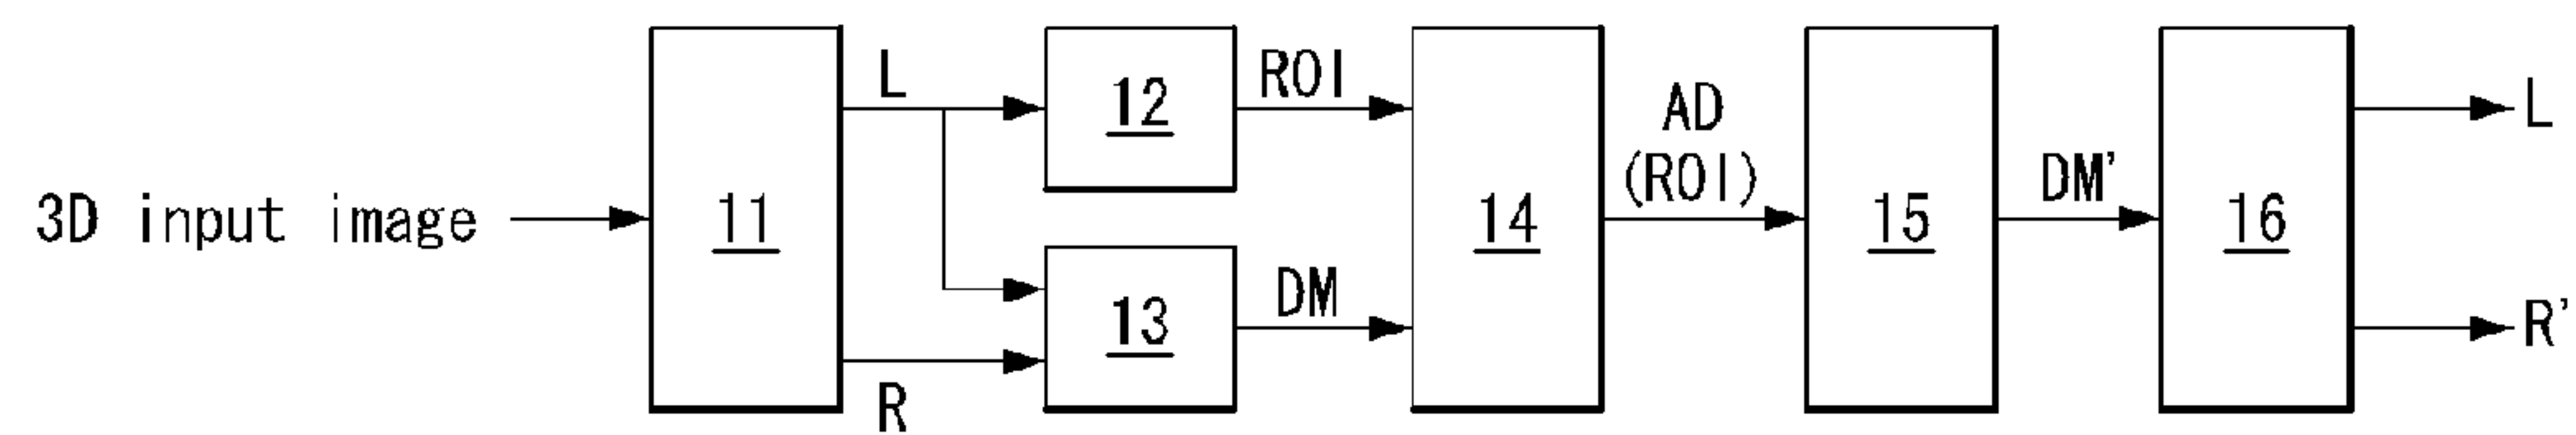 3D input image
11
L
R
12
13
ROI
DM
14
AD
(ROI)
15
DM'
16
L
R'